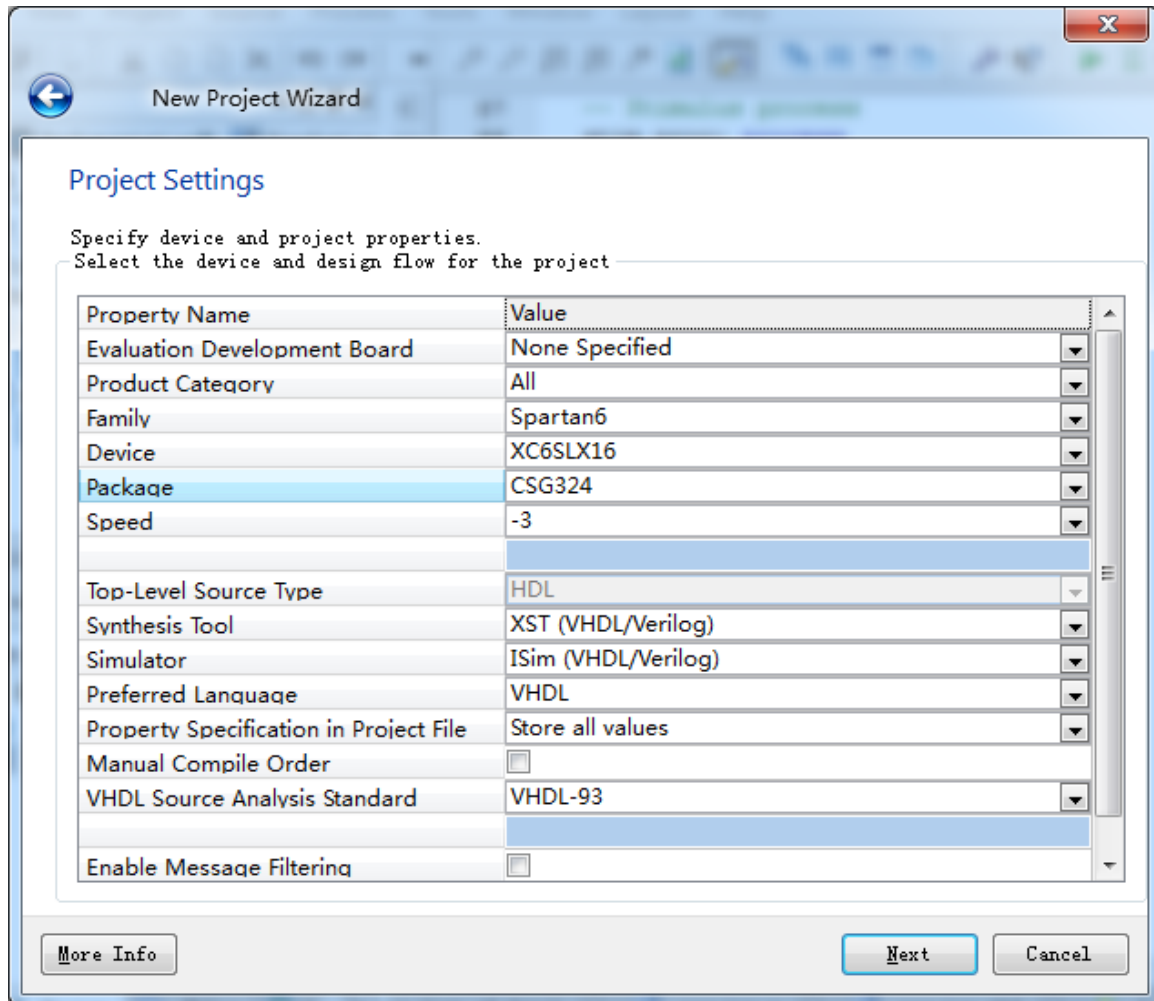 New Project Wizard
-- Stimulus process
Project Settings
Specify device and project properties.
Select the device and design flow for the project
Property Name Value
Evaluation Development Board None Specified
Product Category All
Family Spartan6
Device XC6SLX16
Package CSG324
Speed -3
Top-Level Source Type HDL
Synthesis Tool XST (VHDL/Verilog)
Simulator ISim (VHDL/Verilog)
Preferred Language VHDL
Property Specification in Project File Store all values
Manual Compile Order
VHDL Source Analysis Standard VHDL-93
Enable Message Filtering
More Info Next Cancel